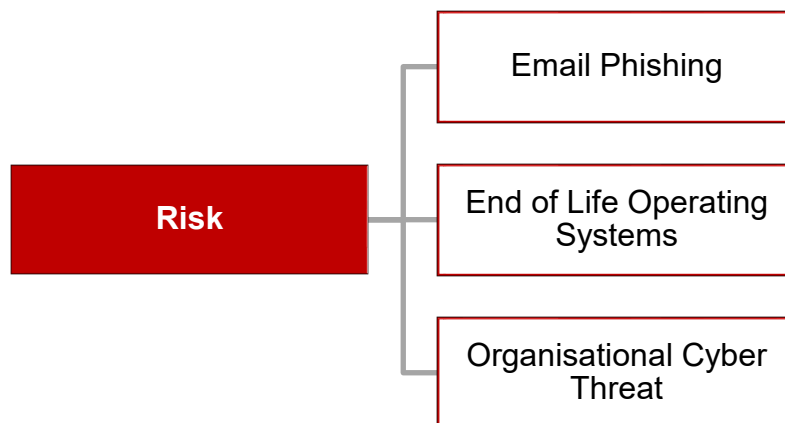 Email Phishing
Risk
End of Life Operating
Systems
Organisational Cyber
Threat